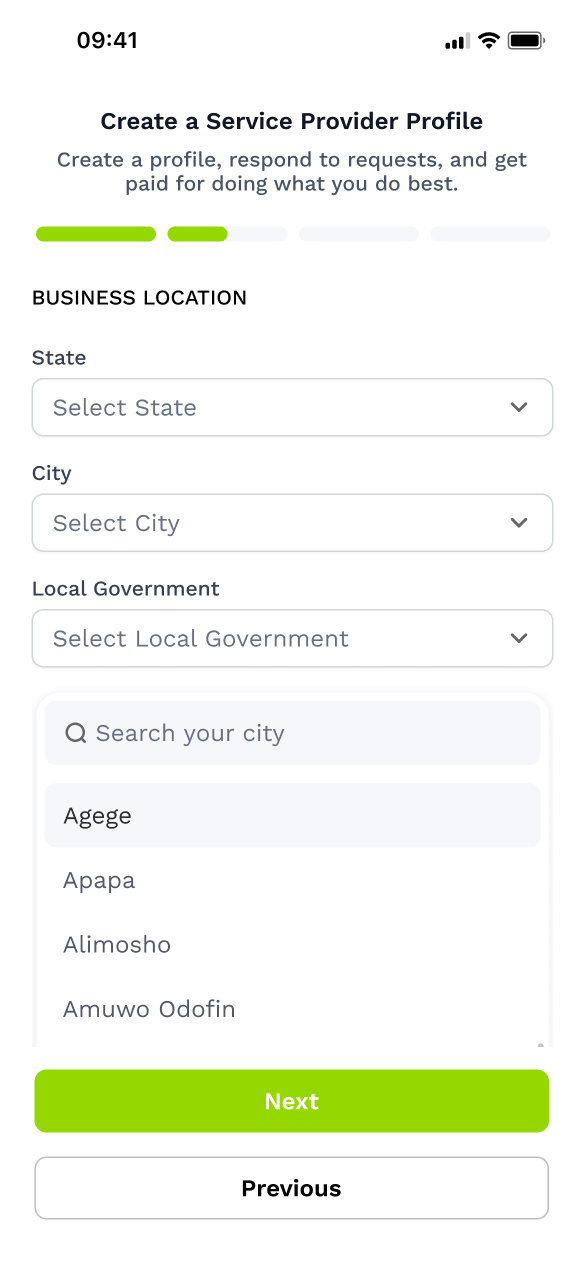 09:41
Create a Service Provider Profile
Create a profile, respond to requests, and get
paid for doing what you do best.
BUSINESS LOCATION
State
Select State
City
Select City
Local Government
Select Local Government
Search your city
Agege
Apapa
Alimosho
Amuwo Odofin
Next
Previous